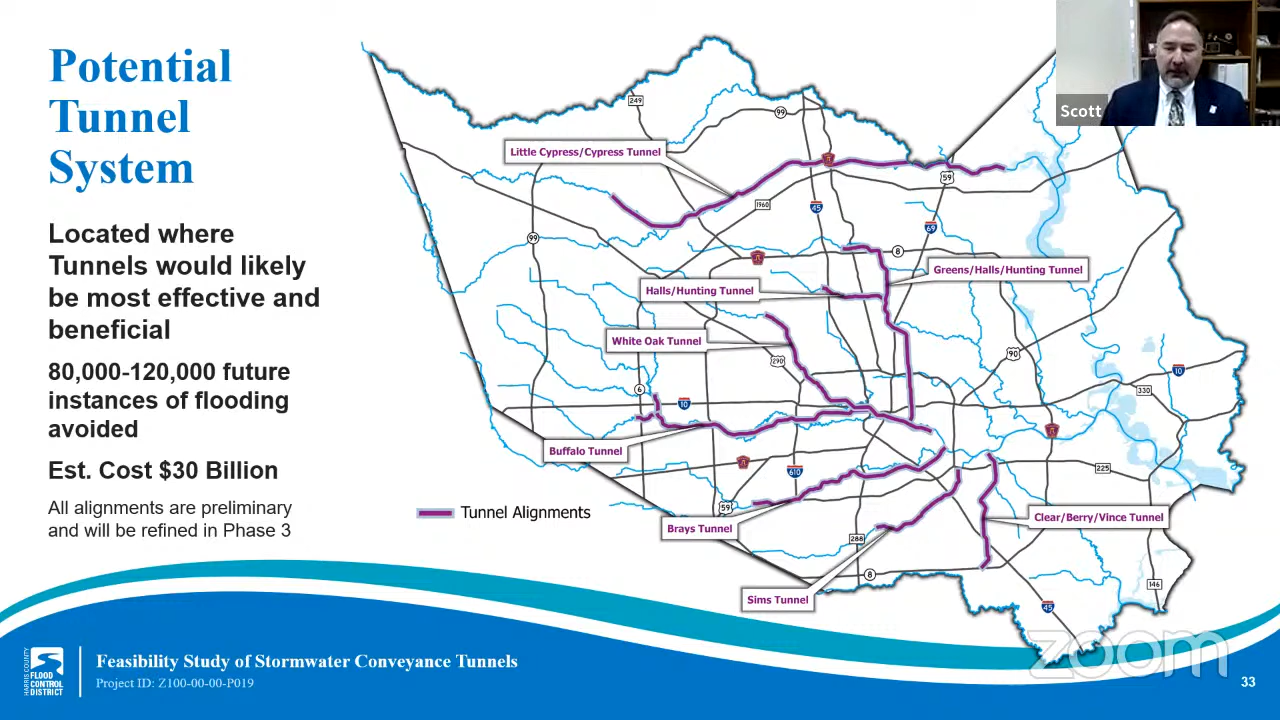 Potential
Tunnel
System
Located where
Tunnels would likely
be most effective and
beneficial
80,000-120,000 future
instances of flooding
avoided
Est. Cost $30 Billion
All alignments are preliminary
and will be refined in Phase 3
Scott
249
99
Little Cypress/Cypress Tunnel
59
1960
45
69
99
8
Greens/Halls/Hunting Tunnel
Halls/Hunting Tunnel
White Oak Tunnel
290
90
10
6
330
10
Buffalo Tunnel
610
225
59
Tunnel Alignments
Brays Tunnel
Clear/Berry/Vince Tunnel
288
8
146
Sims Tunnel
45
zoom
HARRIS COUNTY
FLOOD
CONTROL
DISTRICT
Feasibility Study of Stormwater Conveyance Tunnels
Project ID: Z100-00-00-P019
33